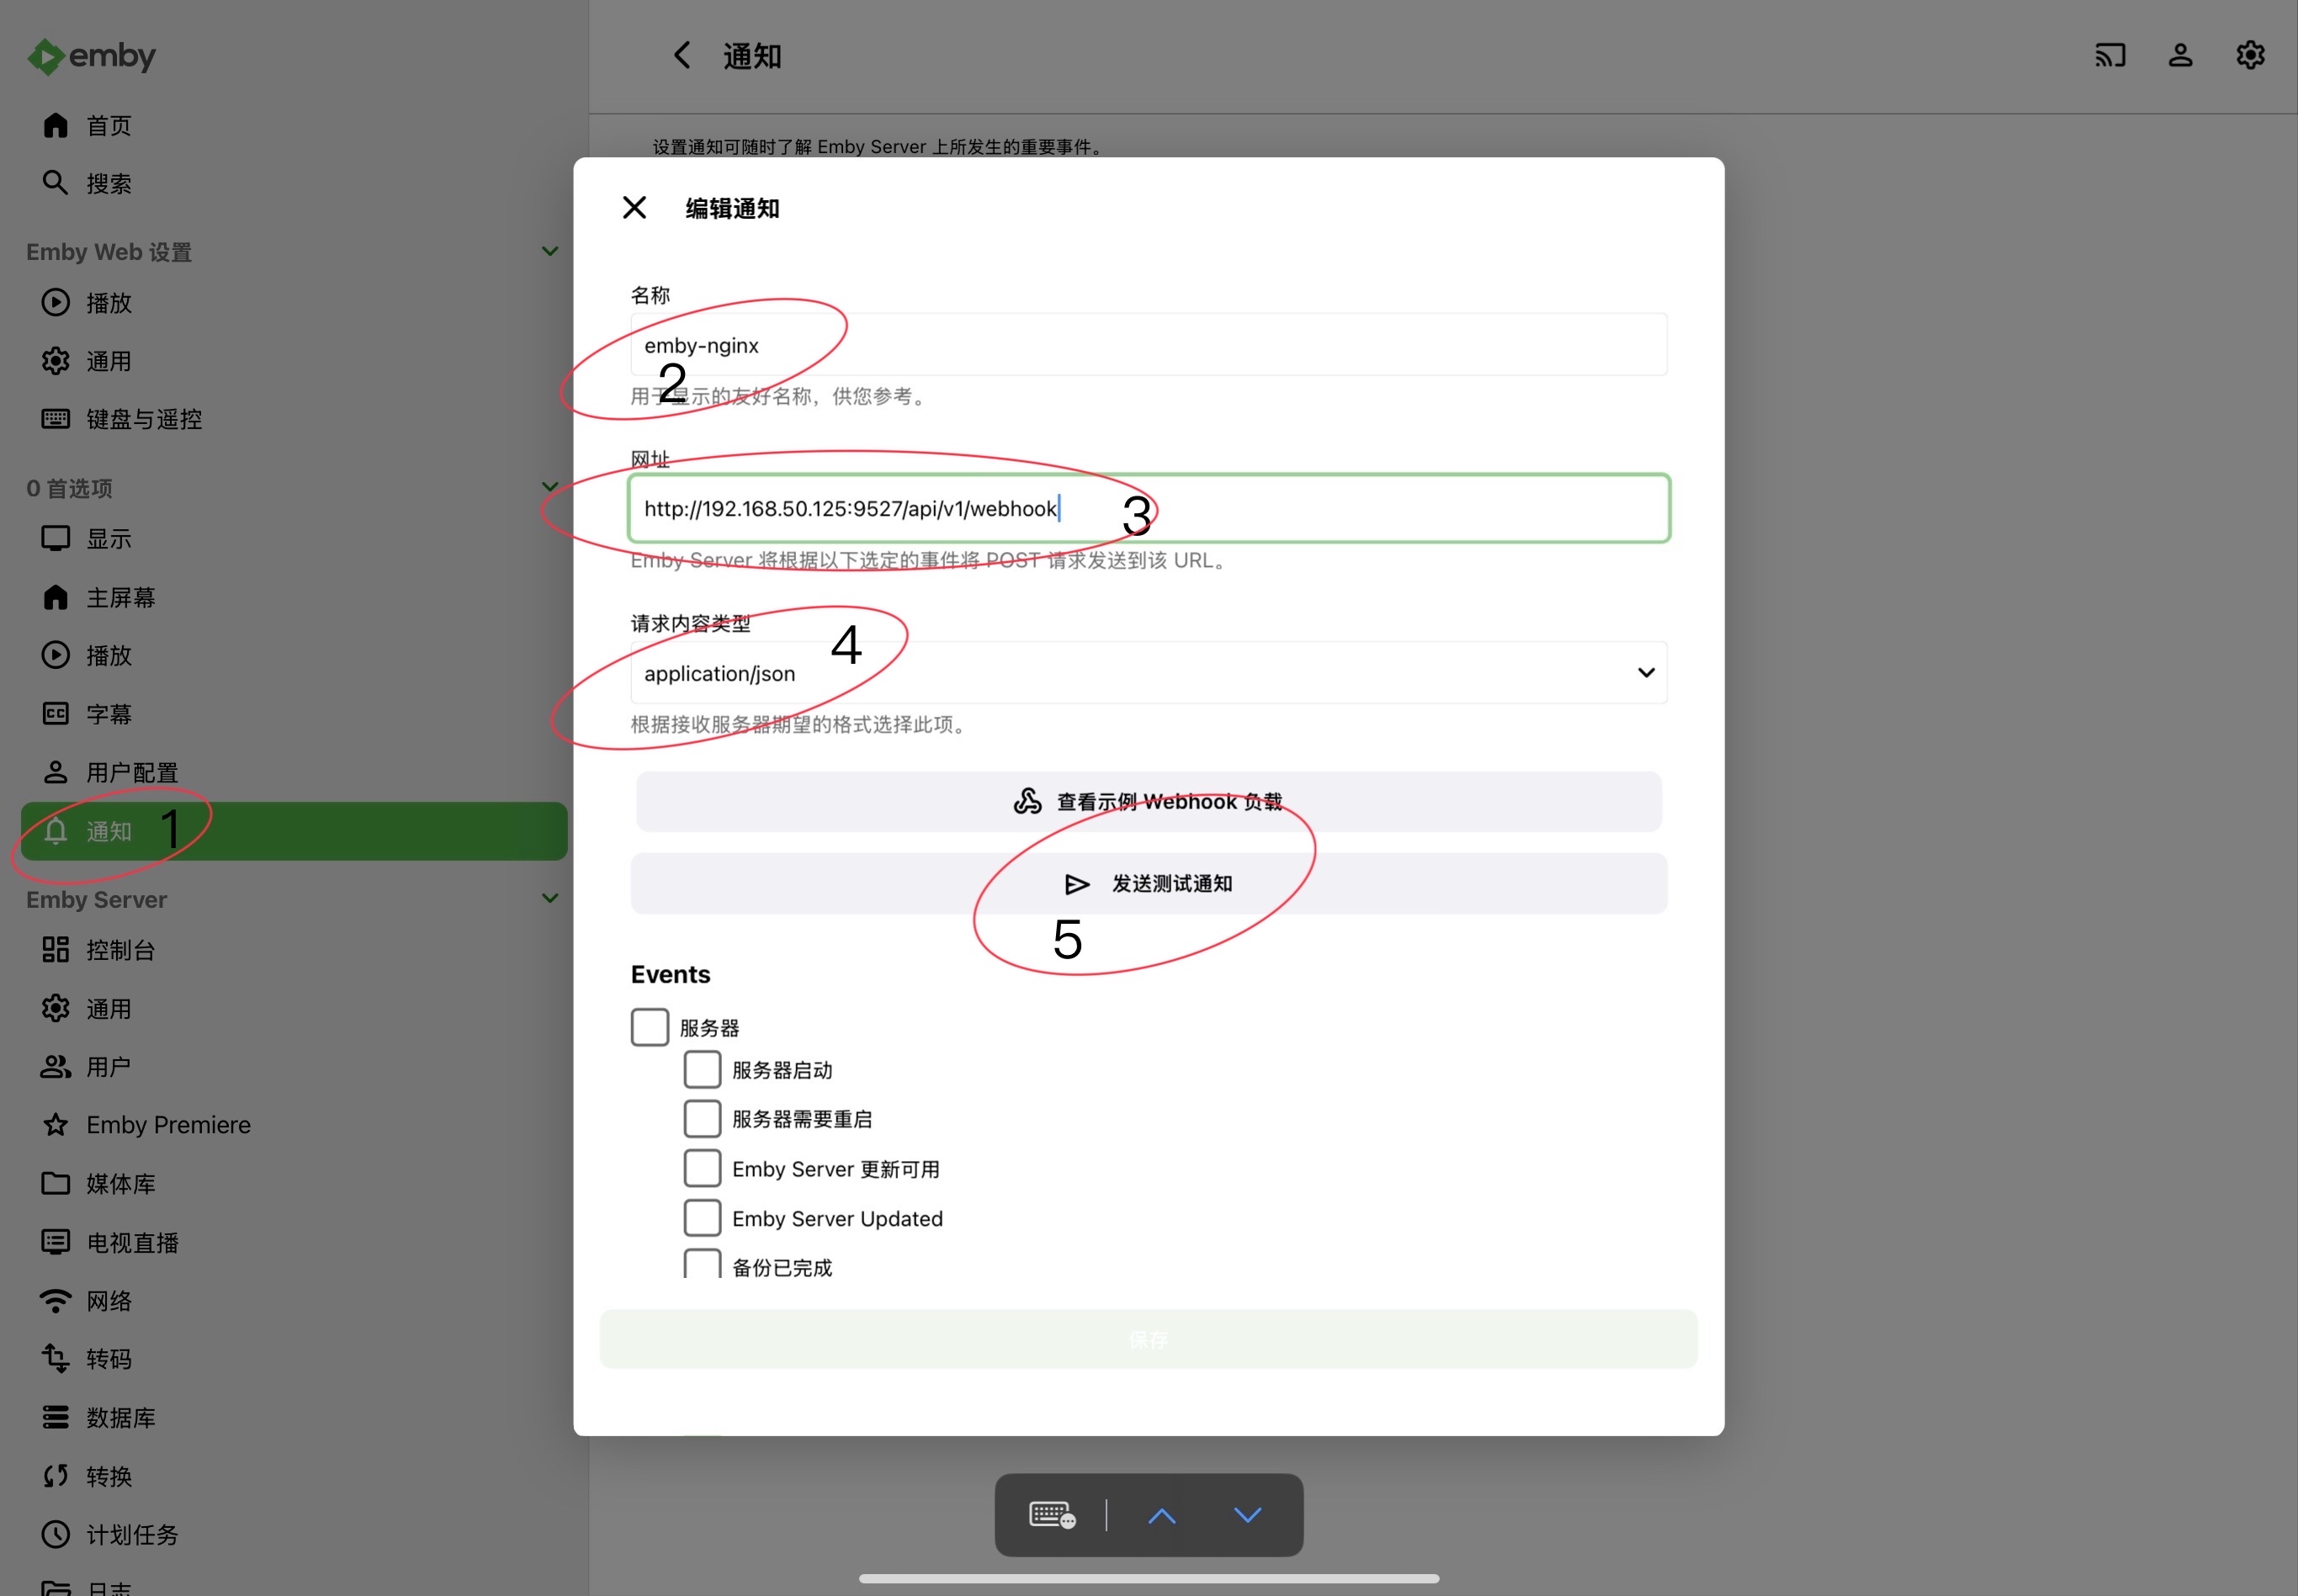 emby
首页
搜索
Emby Web 设置
播放
通用
键盘与遥控
0 首选项
显示
主屏幕
播放
字幕
用户配置
通知 1
Emby Server
控制台
通用
用户
Emby Premiere
媒体库
电视直播
网络
转码
数据库
转换
计划任务
日志
通知
设置通知可随时了解 Emby Server 上所发生的重要事件。
编辑通知
名称
emby-nginx
2
用于显示的友好名称，供您参考。
网址
http://192.168.50.125:9527/api/v1/webhook 3
Emby Server 将根据以下选定的事件将 POST 请求发送到该 URL。
请求内容类型
4
application/json
根据接收服务器期望的格式选择此项。
查看示例 Webhook 负载
发送测试通知
5
Events
服务器
服务器启动
服务器需要重启
Emby Server 更新可用
Emby Server Updated
备份已完成
保存